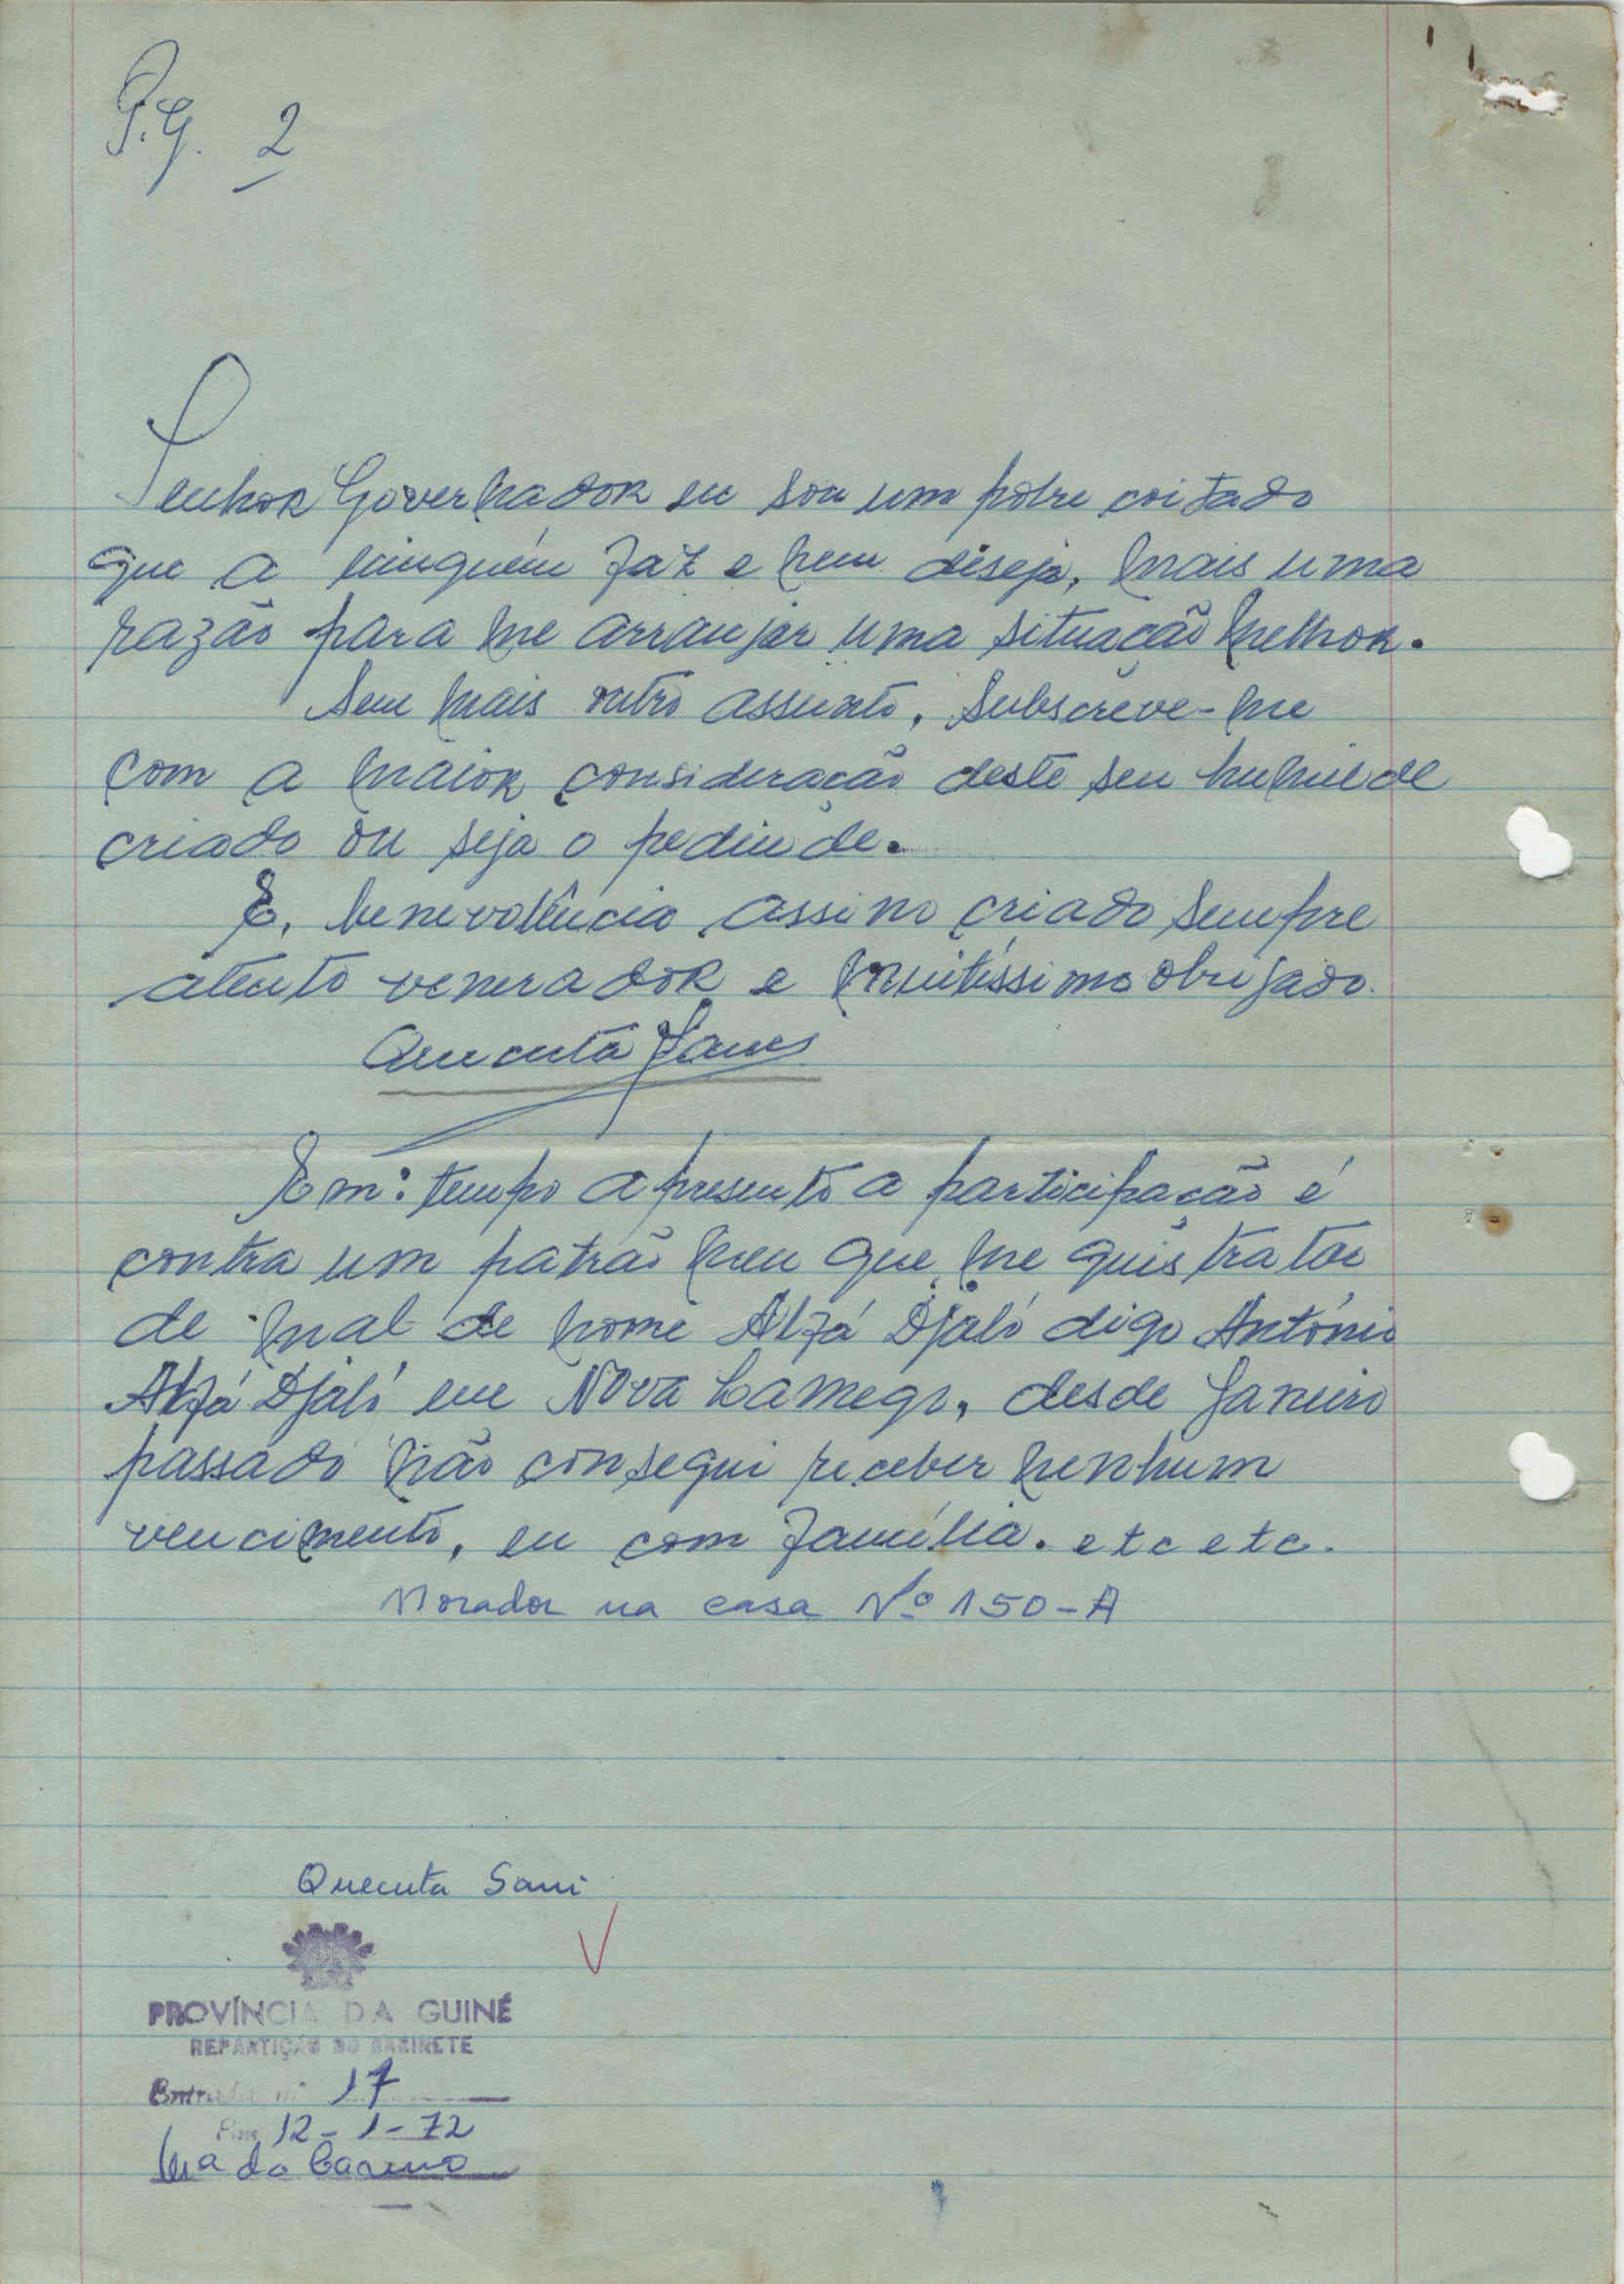 P.G. 2
Senhor Governador eu sou um pobre coitado
que a ninguém faz e nem diseja, mais uma
razão para me arranjar uma situação melhor.
Sem mais outro assunto, Subscreve-me
com a maior consideração deste seu humilde
criado ou seja o pedinde.
E, benevolência assino criado sempre
atento venerador e muitíssimo obrigado.
Quecuta Sani
Em: tempo apresento a participação é
contra um patrão meu que me quis tratar
de mal de nome Alfá Djaló digo António
Alfá Djaló em Nova Lamego, desde Janeiro
passado não consegui receber nenhum
vencimento, eu com família. etc etc.
Morador na casa Nº 150-A
Quecuta Sani
PROVÍNCIA DA GUINÉ
REPARTIÇÃO DO GABINETE
Entrada nº 17
Em 12-1-72